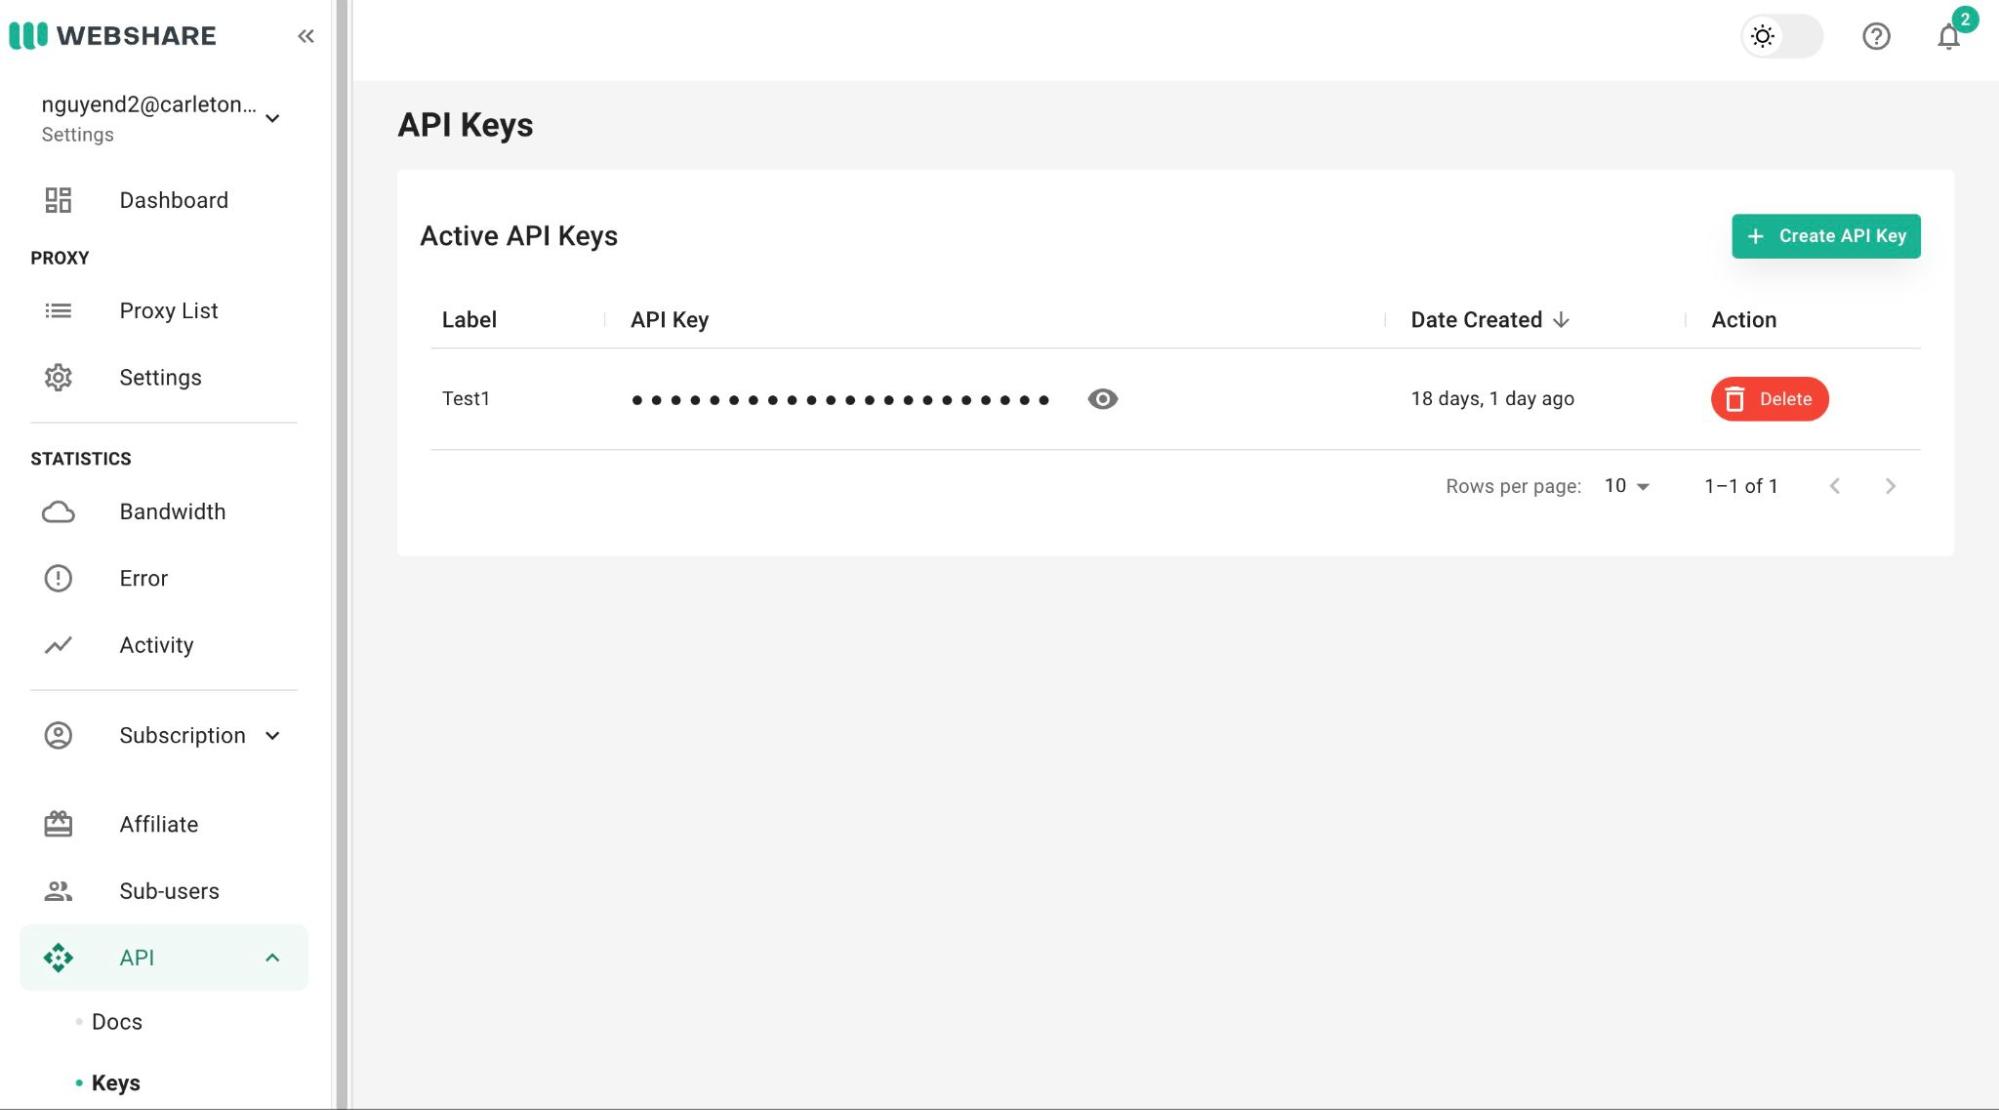 WEBSHARE
2
nguyend2@carleton...
Settings
Dashboard
PROXY
Proxy List
Settings
STATISTICS
Bandwidth
Error
Activity
Subscription
Affiliate
Sub-users
API
Docs
Keys
API Keys
Active API Keys
+ Create API Key
Label API Key Date Created Action
Test1 •••••••••••••••••••••• 18 days, 1 day ago Delete
Rows per page: 10 1–1 of 1